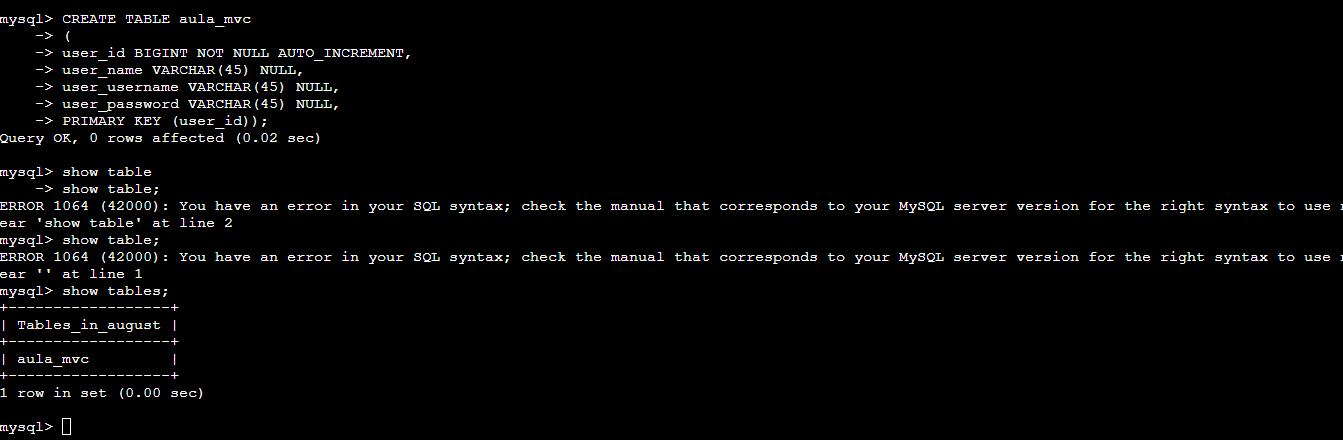 mysql> CREATE TABLE aula_mvc
    -> (
    -> user_id BIGINT NOT NULL AUTO_INCREMENT,
    -> user_name VARCHAR(45) NULL,
    -> user_username VARCHAR(45) NULL,
    -> user_password VARCHAR(45) NULL,
    -> PRIMARY KEY (user_id));
Query OK, 0 rows affected (0.02 sec)
mysql> show table
    -> show table;
ERROR 1064 (42000): You have an error in your SQL syntax; check the manual that corresponds to your MySQL server version for the right syntax to use
ear 'show table' at line 2
mysql> show table;
ERROR 1064 (42000): You have an error in your SQL syntax; check the manual that corresponds to your MySQL server version for the right syntax to use
ear '' at line 1
mysql> show tables;
+------------------+
| Tables_in_august |
+------------------+
| aula_mvc         |
+------------------+
1 row in set (0.00 sec)
mysql>